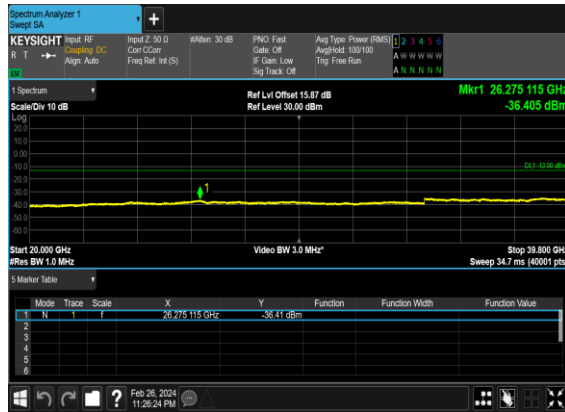 Spectrum Analyzer 1
Swept SA
+
KEYSIGHT Input: RF Input Z: 50 Ω #Atten: 30 dB PNO: Fast Avg Type: Power (RMS) 1 2 3 4 5 6
R T Coupling: DC Corr CCorr Gate: Off Avg|Hold: 100/100 A W W W W W
Align: Auto Freq Ref: Int (S) IF Gain: Low Trig: Free Run
Sig Track: Off A N N N N N
1 Spectrum
Ref Lvl Offset 15.87 dB Mkr1 26.275 115 GHz
Scale/Div 10 dB Ref Level 30.00 dBm -36.405 dBm
Log
20.0
10.0
0.00
-10.0 DL1 -13.00 dBm
-20.0
-30.0 1
-40.0
-50.0
-60.0
Start 20.000 GHz Video BW 3.0 MHz* Stop 39.800 GHz
#Res BW 1.0 MHz Sweep 34.7 ms (40001 pts)
5 Marker Table
Mode Trace Scale X Y Function Function Width Function Value
1 N 1 f 26.275 115 GHz -36.41 dBm
2
3
4
5
6
? Feb 26, 2024
11:26:24 PM